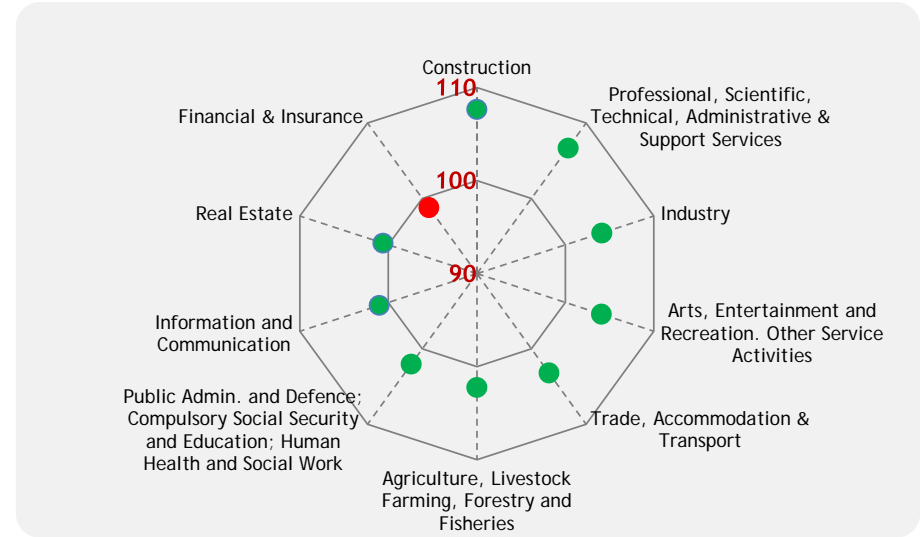 Construction
110
Professional, Scientific,
Technical, Administrative &
Support Services
Financial & Insurance
100
Real Estate
Industry
90
Information and
Communication
Arts, Entertainment and
Recreation. Other Service
Activities
Public Admin. and Defence;
Compulsory Social Security
and Education; Human
Health and Social Work
Trade, Accommodation &
Transport
Agriculture, Livestock
Farming, Forestry and
Fisheries